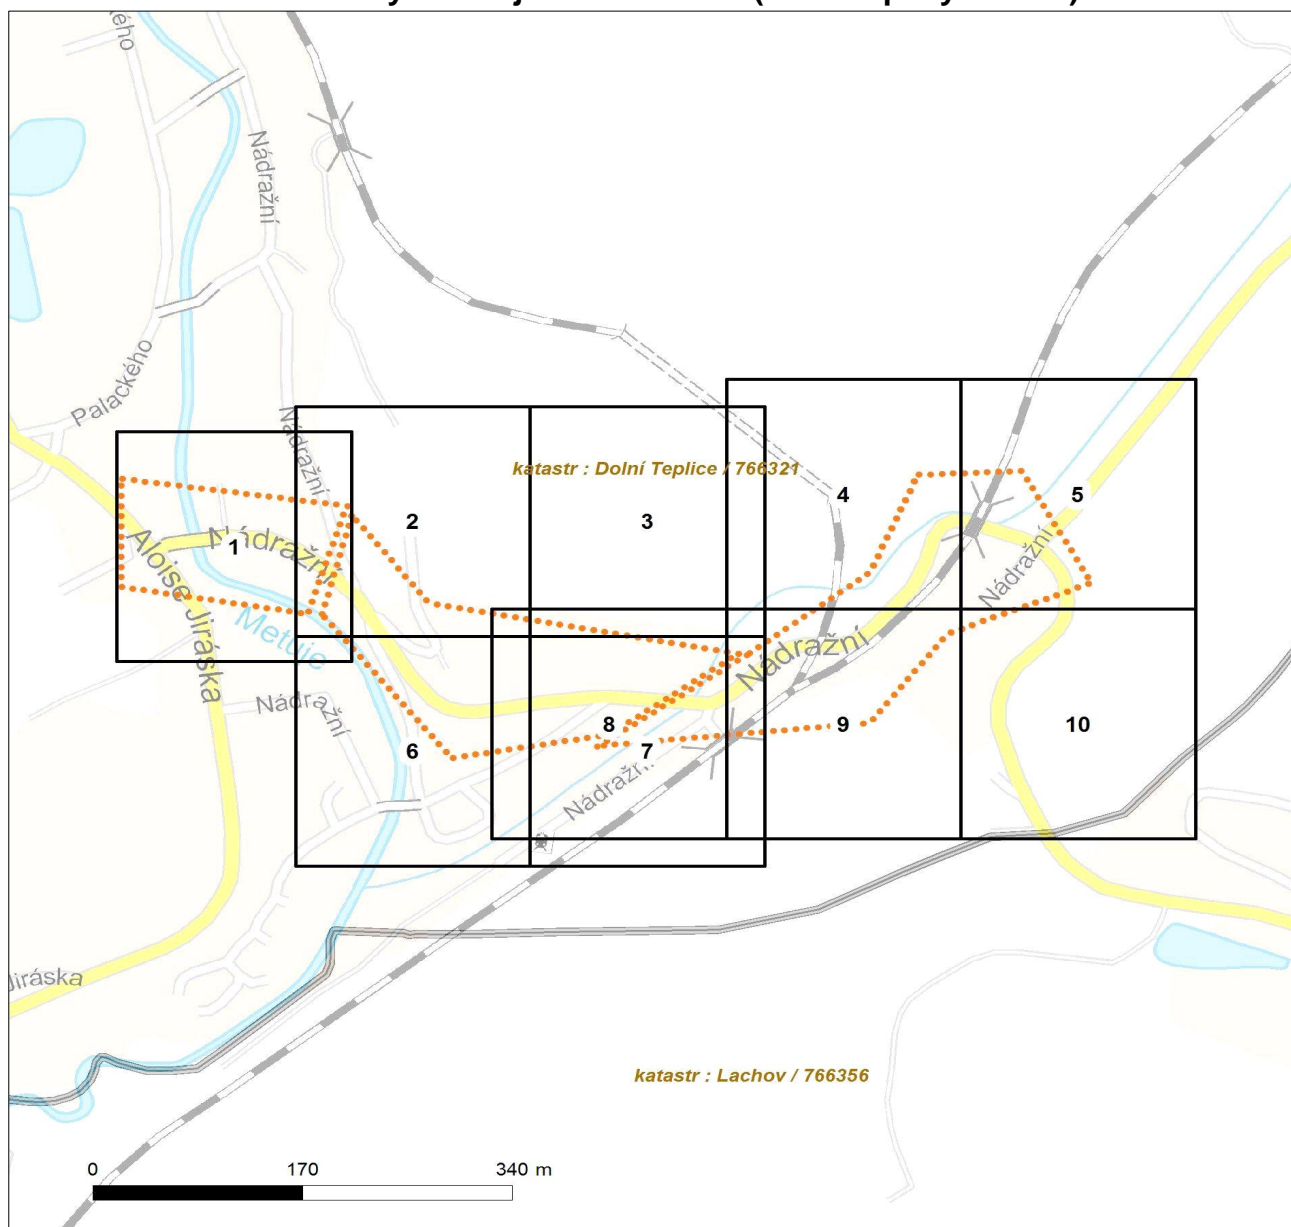 Nádražní
Palackého
Nádražní
katastr : Dolní Teplice / 766321
4
5
2
3
1
Nádražní
Aloise Jiráska
Nádražní
Metuje
Nádražní
Nádražní
8
9
10
6
7
Nádražní
Jiráska
katastr : Lachov / 766356
0 170 340 m